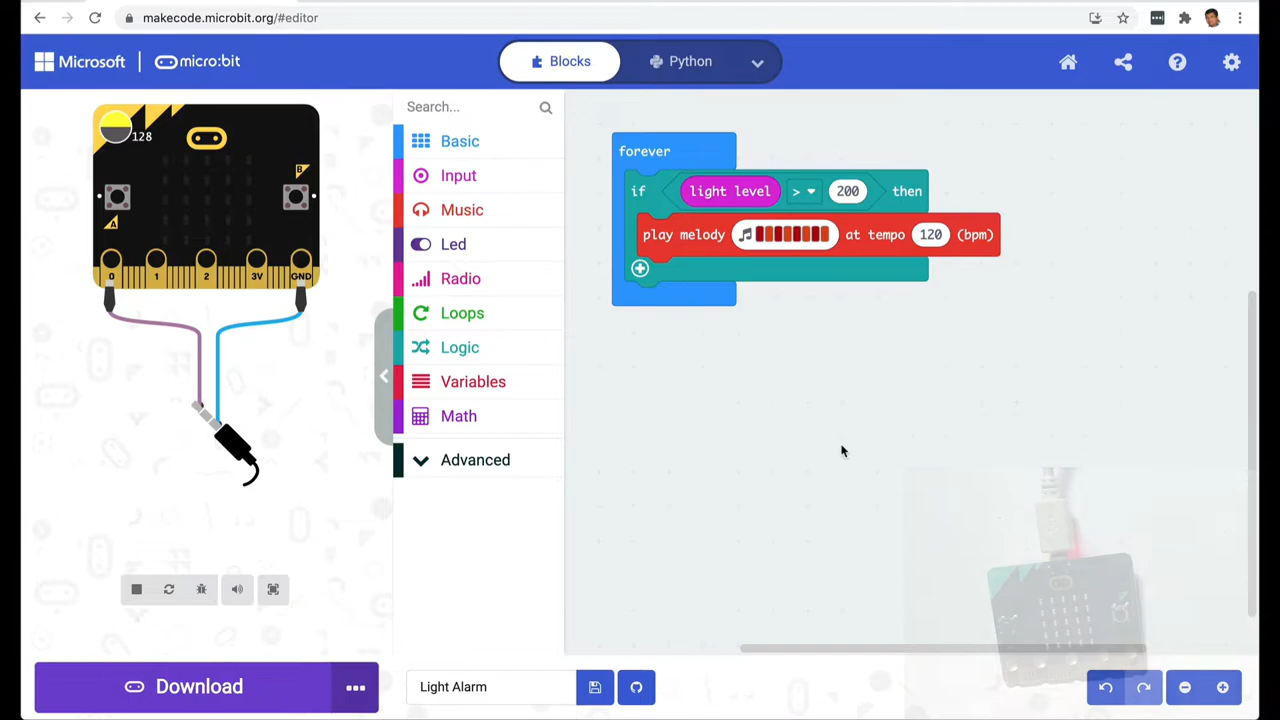 makecode.microbit.org/#editor
Microsoft | micro:bit
Blocks
Python
128
B
A
0 1 2 3V GND
Search...
Basic
Input
Music
Led
Radio
Loops
Logic
Variables
Math
Advanced
forever
if light level > 200 then
play melody at tempo 120 (bpm)
Download
Light Alarm